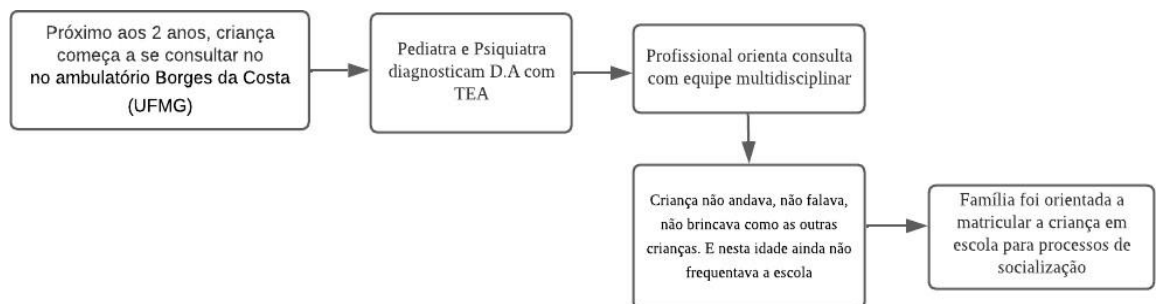 Próximo aos 2 anos, criança
começa a se consultar no
no ambulatório Borges da Costa
(UFMG)
Pediatra e Psiquiatra
diagnosticam D.A com
TEA
Profissional orienta consulta
com equipe multidisciplinar
Criança não andava, não falava,
não brincava como as outras
crianças. E nesta idade ainda não
frequentava a escola
Família foi orientada a
matricular a criança em
escola para processos de
socialização